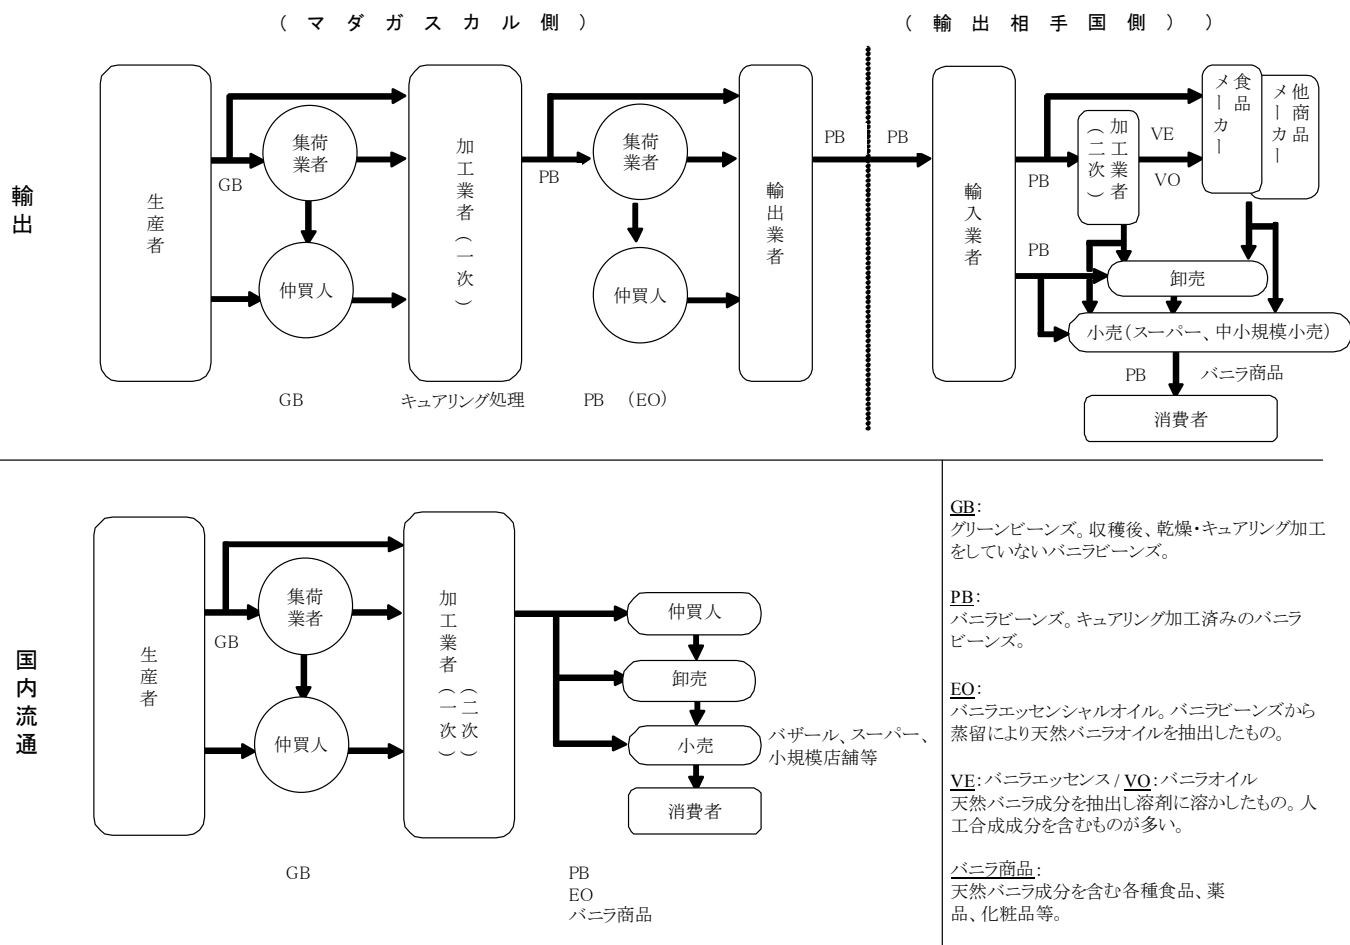 (マダガスカル側)
(輸出相手国側))
輸出
生産者
GB
集荷
業者
仲買人
GB
加工業者(一次)
キュアリング処理
PB
集荷
業者
仲買人
PB (EO)
輸出業者
PB
PB
輸入業者
PB
PB
加工業者
(二次)
VE
VO
食品
メーカー
他商品
メーカー
卸売
小売(スーパー、中小規模小売)
PB
バニラ商品
消費者
国内流通
生産者
GB
集荷
業者
仲買人
GB
加工業者(一次)
(二次)
仲買人
卸売
小売
バザール、スーパー、
小規模店舗等
消費者
PB
EO
バニラ商品
GB:
グリーンビーンズ。収穫後、乾燥・キュアリング加工
をしていないバニラビーンズ。
PB:
バニラビーンズ。キュアリング加工済みのバニラ
ビーンズ。
EO:
バニラエッセンシャルオイル。バニラビーンズから
蒸留により天然バニラオイルを抽出したもの。
VE:バニラエッセンス / VO:バニラオイル
天然バニラ成分を抽出し溶剤に溶かしたもの。人
工合成成分を含むものが多い。
バニラ商品:
天然バニラ成分を含む各種食品、薬
品、化粧品等。